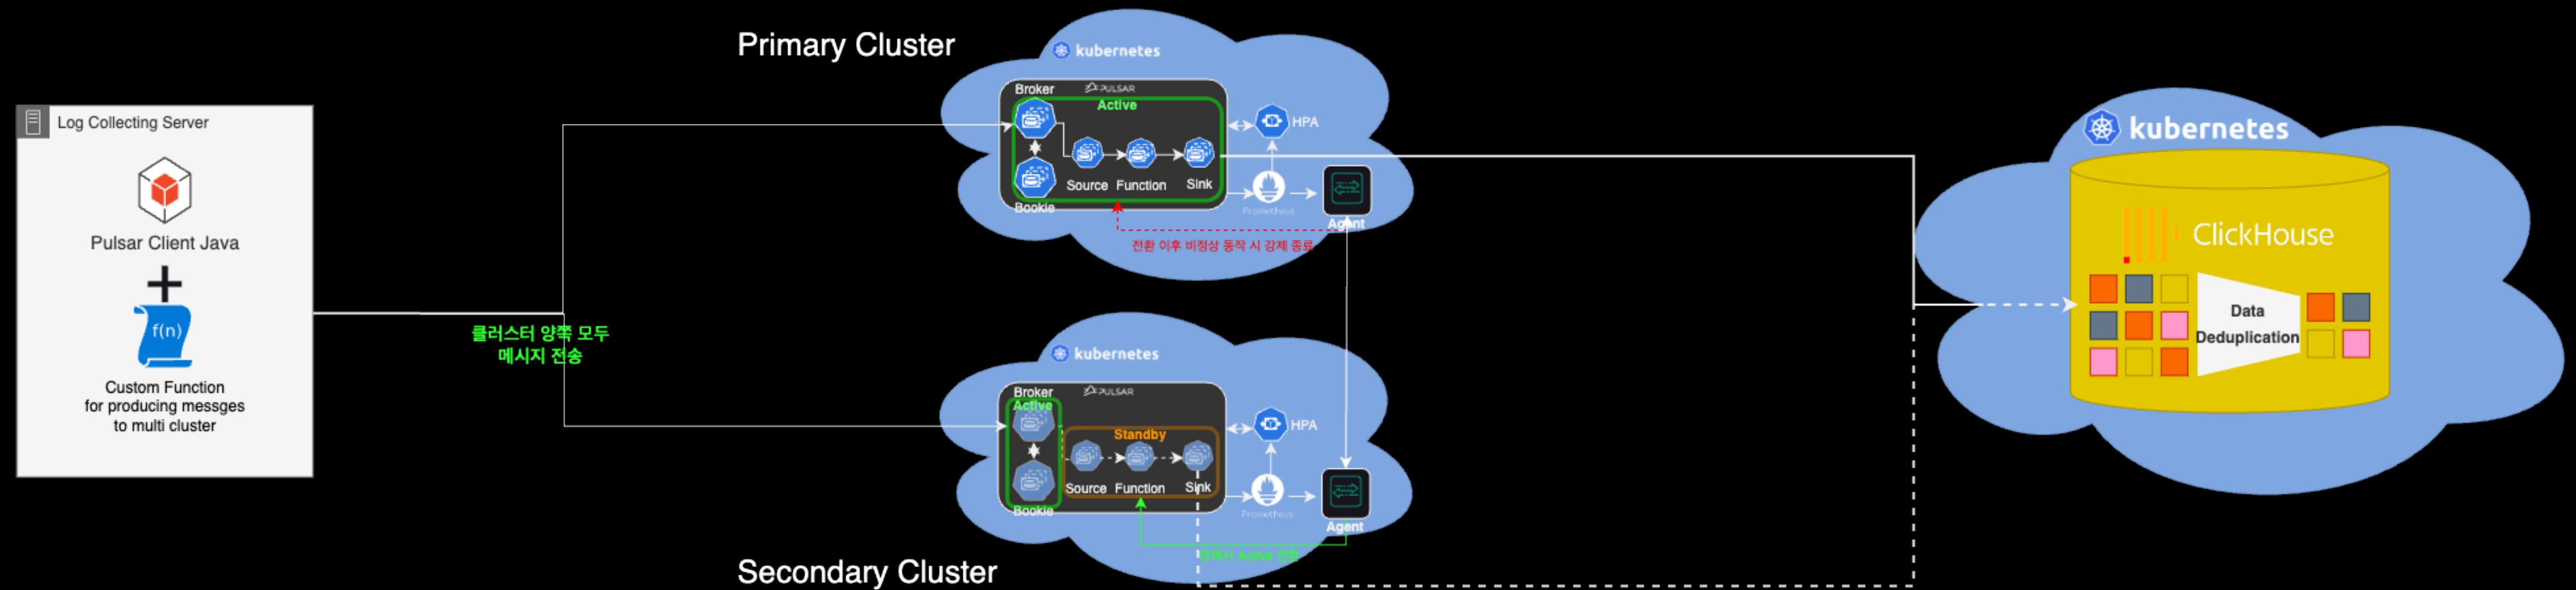 Log Collecting Server
Pulsar Client Java
f(n)
Custom Function
for producing messges
to multi cluster
클러스터 양쪽 모두
메시지 전송
Primary Cluster
kubernetes
Broker
PULSAR
Active
HPA
Source
Function
Sink
Bookie
Prometheus
Agent
전환 이후 비정상 동작 시 강제 종료
kubernetes
Broker
PULSAR
Active
Standby
HPA
Source
Function
Sink
Bookie
Prometheus
Agent
Active
Secondary Cluster
kubernetes
ClickHouse
Data
Deduplication